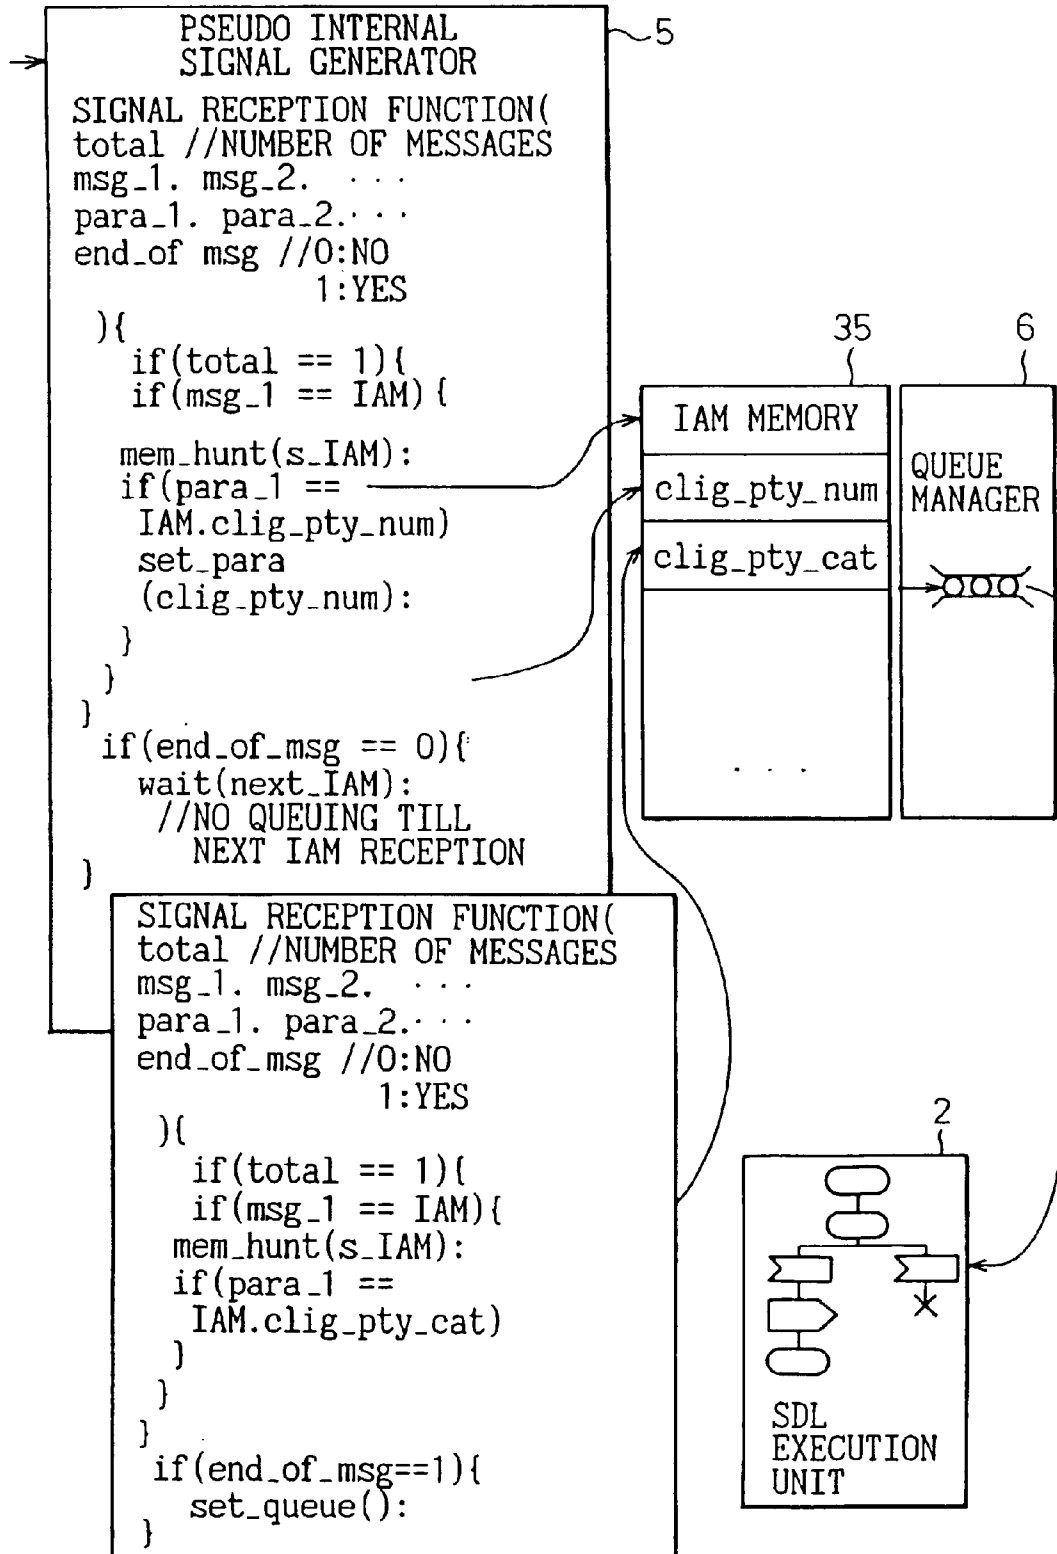 PSEUDO INTERNAL
SIGNAL GENERATOR
5
SIGNAL RECEPTION FUNCTION(
total //NUMBER OF MESSAGES
msg_1. msg_2. ...
para_1. para_2....
end_of msg //0:NO
1:YES
){
if(total == 1){
if(msg_1 == IAM){
mem_hunt(s_IAM):
if(para_1 ==
IAM.clig_pty_num)
set_para
(clig_pty_num):
}
}
}
if(end_of_msg == 0){
wait(next_IAM):
//NO QUEUING TILL
NEXT IAM RECEPTION
}
SIGNAL RECEPTION FUNCTION(
total //NUMBER OF MESSAGES
msg_1. msg_2. ...
para_1. para_2....
end_of_msg //0:NO
1:YES
){
if(total == 1){
if(msg_1 == IAM){
mem_hunt(s_IAM):
if(para_1 ==
IAM.clig_pty_cat)
}
}
}
if(end_of_msg==1){
set_queue():
}
35
IAM MEMORY
clig_pty_num
clig_pty_cat
...
6
QUEUE
MANAGER
2
SDL
EXECUTION
UNIT